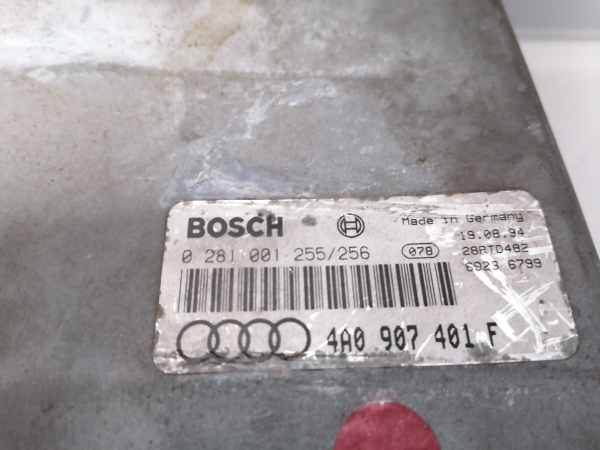 BOSCH
Made in Germany
19.08.94
0 281 001 255/256
078
28RTD482
6923 6799
4A0 907 401 F